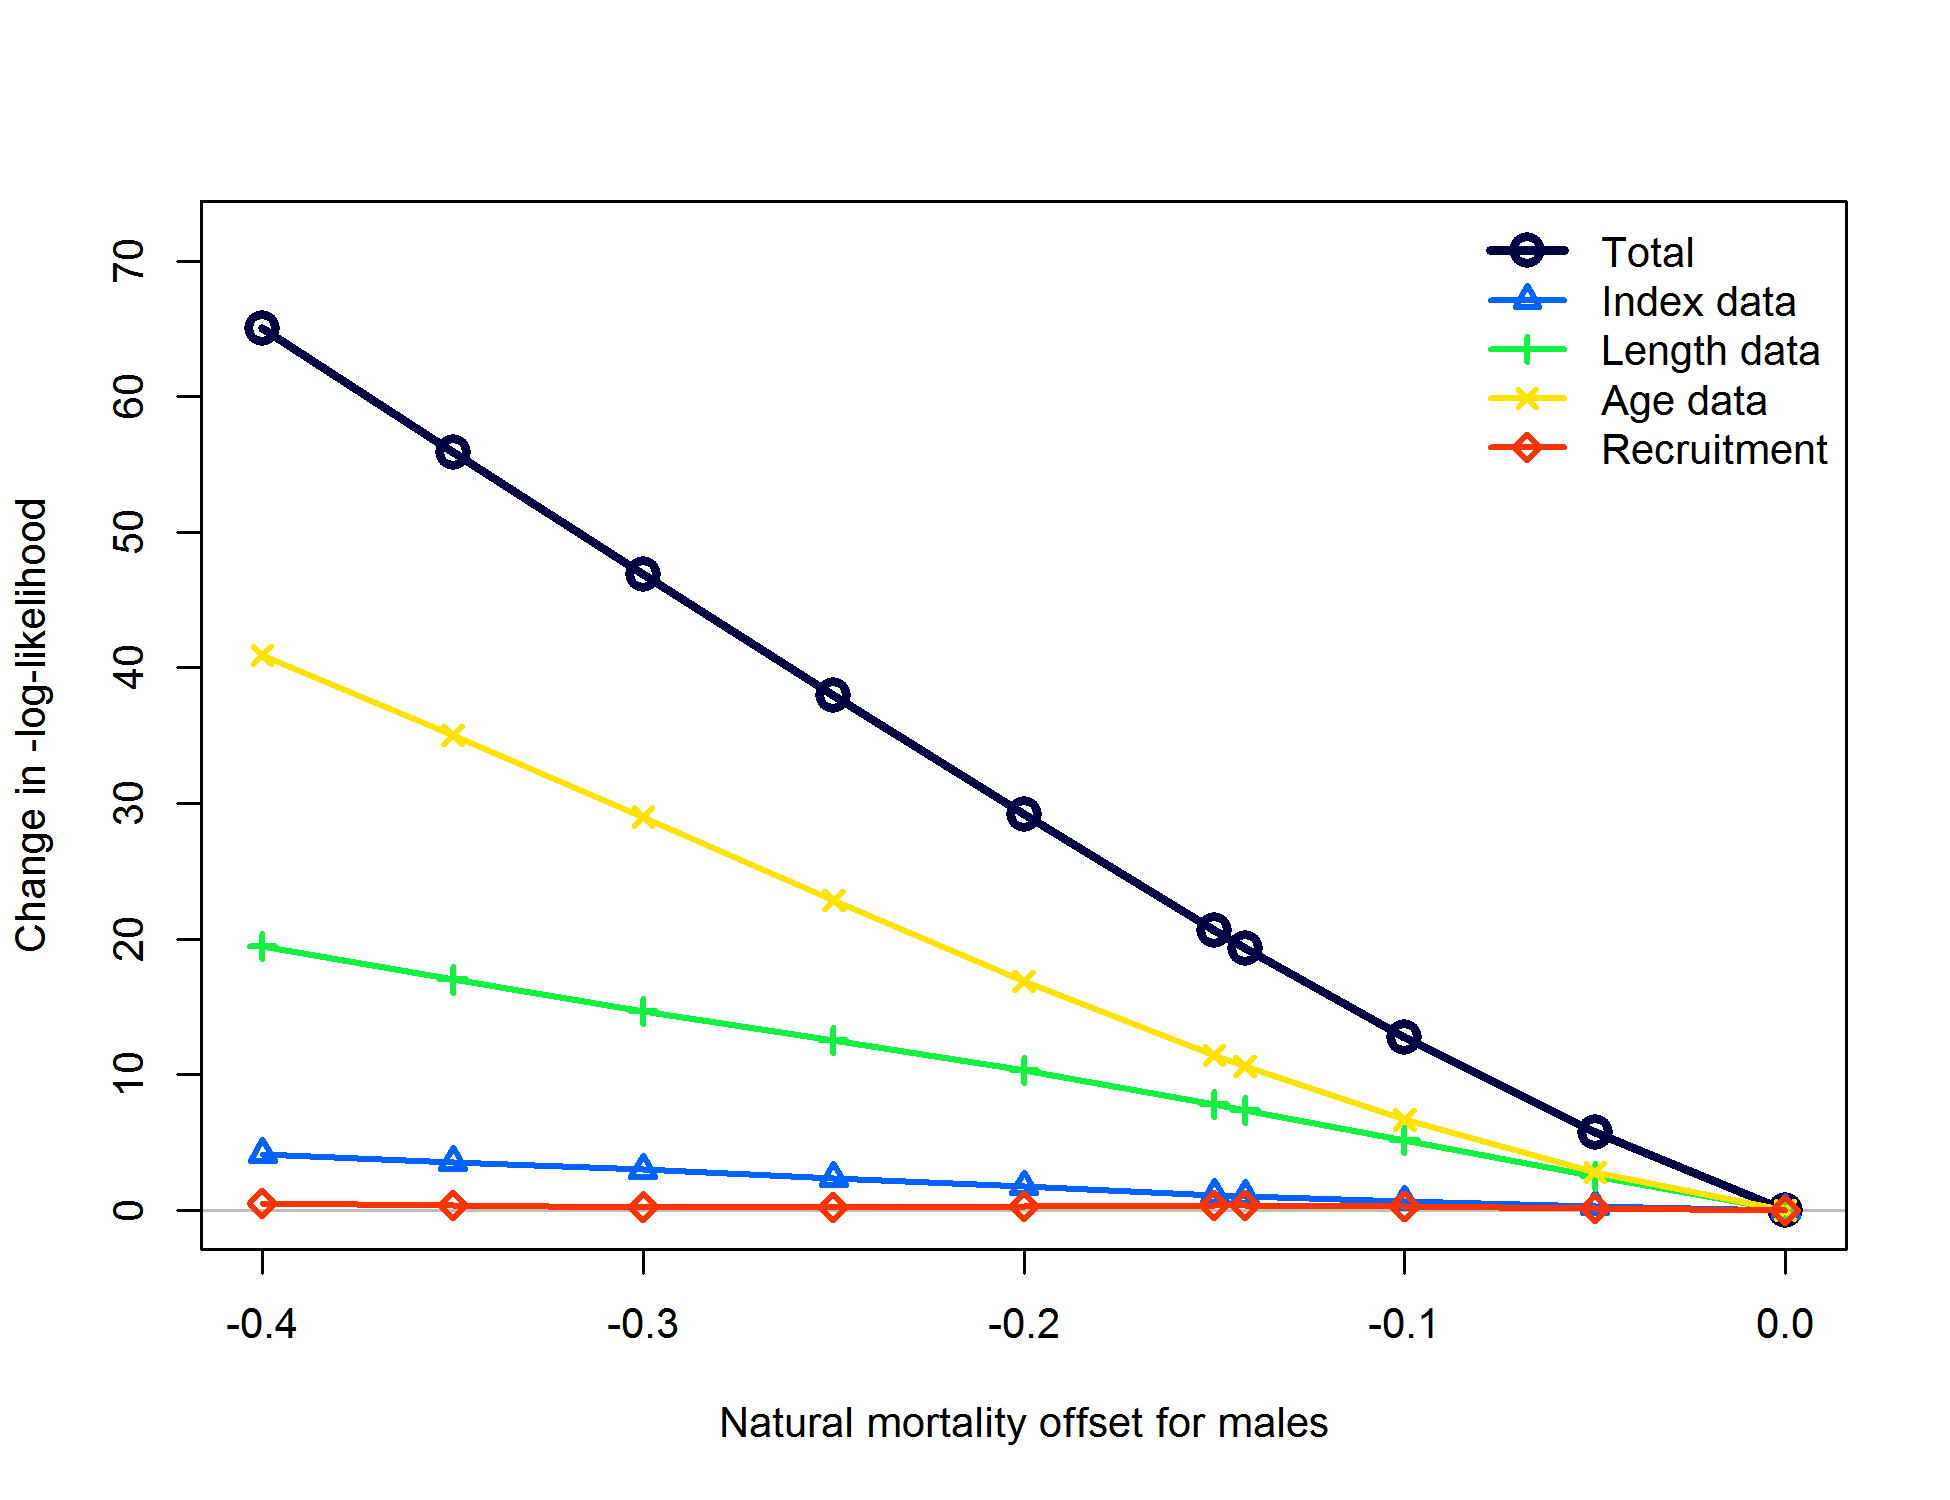 Total
Index data
Length data
Age data
Recruitment
70
60
50
40
30
20
10
0
Change in -log-likelihood
-0.4 -0.3 -0.2 -0.1 0.0
Natural mortality offset for males